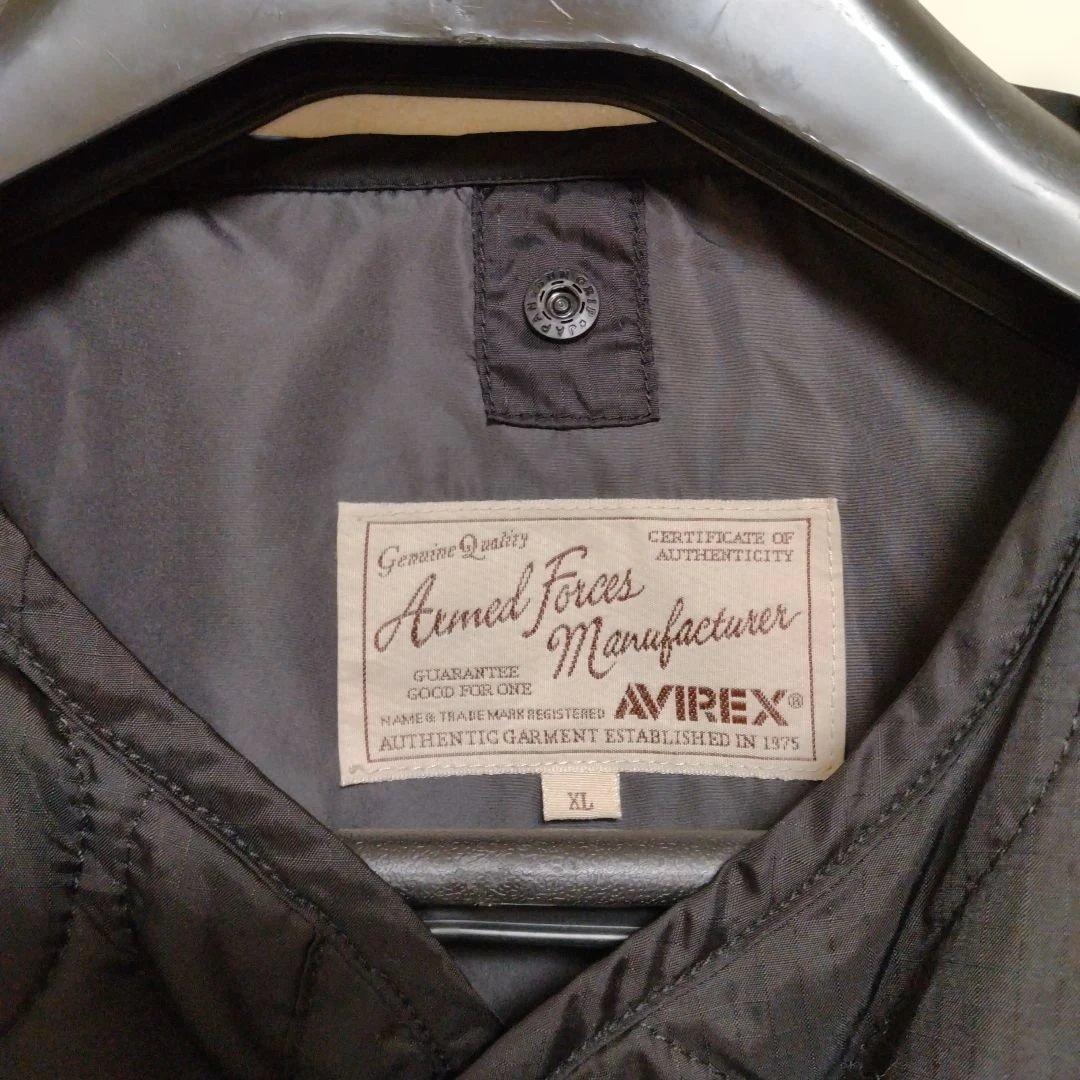 JAPAN
Genuine Quality
CERTIFICATE OF
AUTHENTICITY
Armed Forces
Manufacturer
GUARANTEE
GOOD FOR ONE
NAME & TRADE MARK REGISTERED AVIREX®
AUTHENTIC GARMENT ESTABLISHED IN 1975
XL